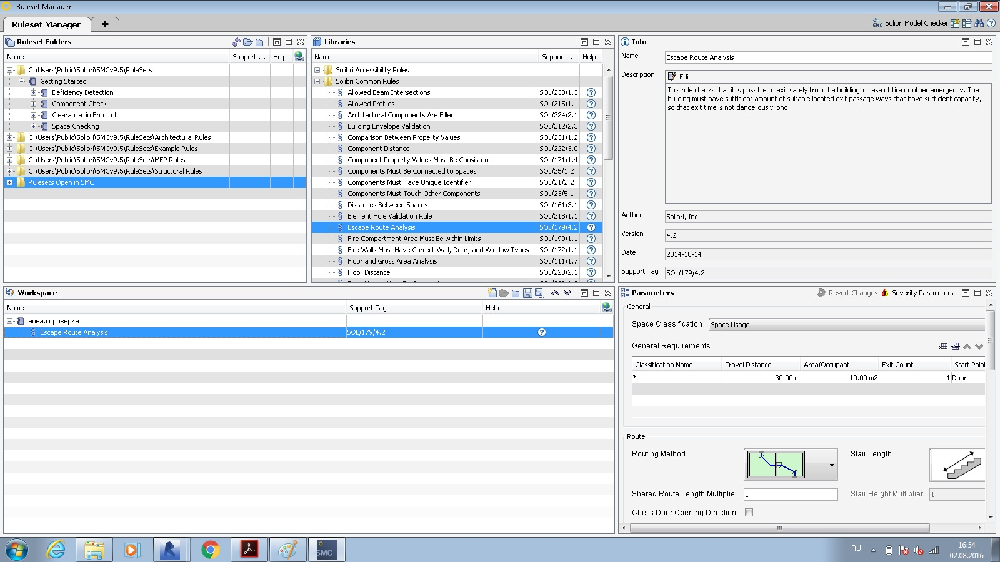 Ruleset Manager
Ruleset Manager
+
SMC Solibri Model Checker
Ruleset Folders
Name Support ... Help
C:\Users\Public\Solibri\SMCv9.5\RuleSets
Getting Started
Deficiency Detection
Component Check
Clearance in Front of
Space Checking
C:\Users\Public\Solibri\SMCv9.5\RuleSets\Architectural Rules
C:\Users\Public\Solibri\SMCv9.5\RuleSets\Example Rules
C:\Users\Public\Solibri\SMCv9.5\RuleSets\MEP Rules
C:\Users\Public\Solibri\SMCv9.5\RuleSets\Structural Rules
Rulesets Open in SMC
Libraries
Name Support ... Help
Solibri Accessibility Rules
Solibri Common Rules
§ Allowed Beam Intersections SOL/233/1.3
§ Allowed Profiles SOL/215/1.1
§ Architectural Components Are Filled SOL/224/2.1
§ Building Envelope Validation SOL/212/2.3
§ Comparison Between Property Values SOL/231/1.2
§ Component Distance SOL/222/3.0
§ Component Property Values Must Be Consistent SOL/171/1.4
§ Components Must Be Connected to Spaces SOL/25/1.2
§ Components Must Have Unique Identifier SOL/21/2.2
§ Components Must Touch Other Components SOL/23/5.1
§ Distances Between Spaces SOL/161/3.1
§ Element Hole Validation Rule SOL/218/1.1
§ Escape Route Analysis SOL/179/4.2
§ Fire Compartment Area Must Be within Limits SOL/190/1.1
§ Fire Walls Must Have Correct Wall, Door, and Window Types SOL/172/1.1
§ Floor and Gross Area Analysis SOL/111/1.7
§ Floor Distance SOL/220/2.1
Info
Name Escape Route Analysis
Description Edit
This rule checks that it is possible to exit safely from the building in case of fire or other emergency. The
building must have sufficient amount of suitable located exit passage ways that have sufficient capacity,
so that exit time is not dangerously long.
Author Solibri, Inc.
Version 4.2
Date 2014-10-14
Support Tag SOL/179/4.2
Workspace
Name Support Tag Help
новая проверка
§ Escape Route Analysis SOL/179/4.2
Parameters Revert Changes Severity Parameters
General
Space Classification Space Usage
General Requirements
Classification Name Travel Distance Area/Occupant Exit Count Start Point
* 30.00 m 10.00 m2 1 Door
Route
Routing Method Stair Length
Shared Route Length Multiplier 1 Stair Height Multiplier 1
Check Door Opening Direction
SMC
RU
16:54
02.08.2016